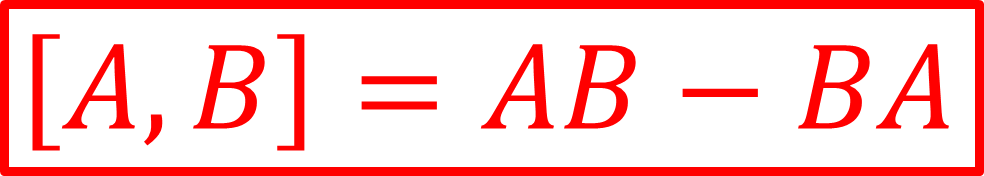 [A, B] = AB − BA